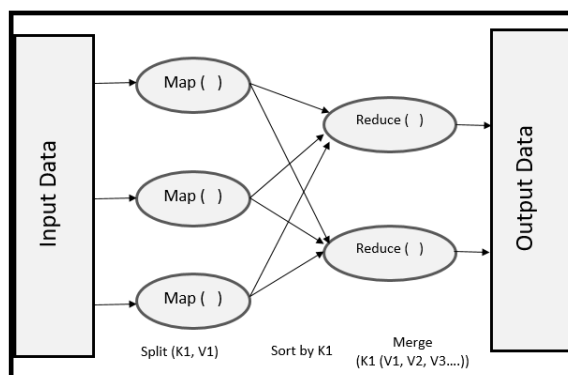 Input Data
Map ( )
Map ( )
Map ( )
Reduce ( )
Reduce ( )
Output Data
Split (K1, V1)
Sort by K1
Merge
(K1 (V1, V2, V3....))